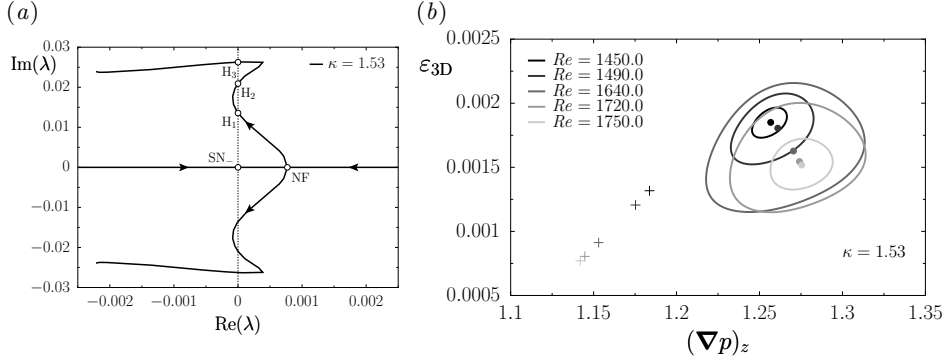 (a)
Im(λ)
0.03
0.02
0.01
0
−0.01
−0.02
−0.03
κ = 1.53
H₃
H₂
H₁
SN₋
NF
−0.002
−0.001
0
0.001
0.002
Re(λ)
(b)
ε₃D
0.0025
0.002
0.0015
0.001
0.0005
Re = 1450.0
Re = 1490.0
Re = 1640.0
Re = 1720.0
Re = 1750.0
κ = 1.53
1.1
1.15
1.2
1.25
1.3
1.35
(∇p)z